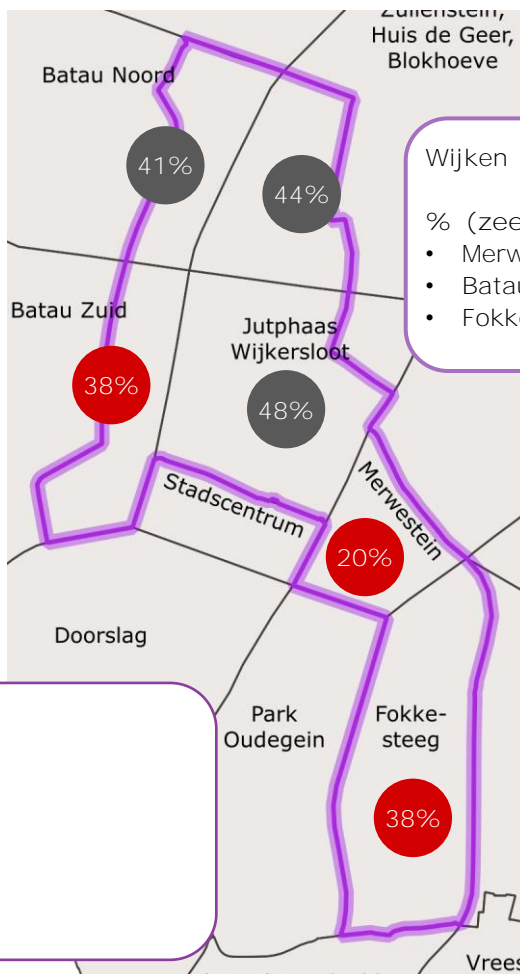 Zuilenstein,
Huis de Geer,
Blokhoeve
Batau Noord
41%
44%
Wijken
% (zee
• Merw
• Batau
• Fokke
Batau Zuid
Jutphaas
Wijkersloot
38%
48%
Stadscentrum
Merwestein
20%
Doorslag
Park
Oudegein
Fokke-
steeg
38%
Vrees